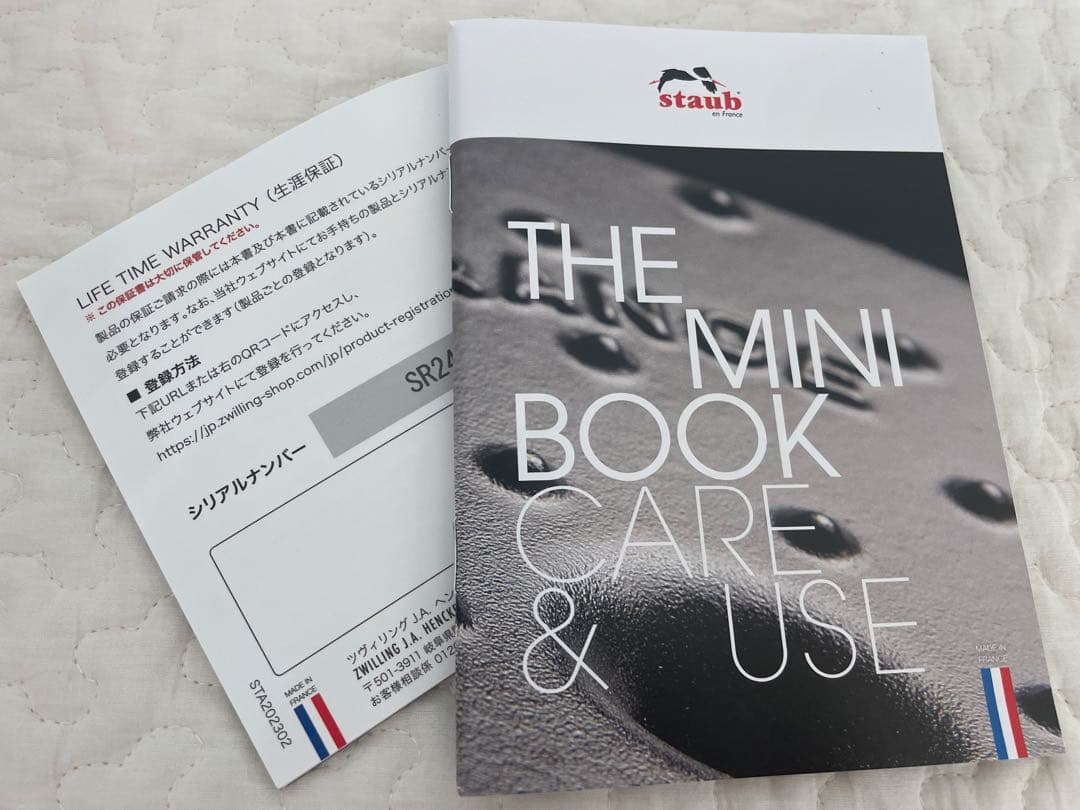 LIFE TIME WARRANTY (生涯保証)
※ この保証書は大切に保管してください。
製品の保証ご請求の際には本書及び本書に記載されているシリアルナンバー
必要となります。なお、当社ウェブサイトにてお手持ちの製品とシリアルナ
登録することができます(製品ごとの登録となります)。
■ 登録方法
下記URLまたは右のQRコードにアクセスし、
弊社ウェブサイトにて登録を行ってください。
https://jp.zwilling-shop.com/jp/product-registration
シリアルナンバー
SR24
ツヴィリング J.A. ヘン
ZWILLING J.A. HENCKE
〒501-3911 岐阜県
お客様相談係 012
STA202302
MADE IN
FRANCE
staub
en France
THE
MINI
BOOK
CARE
& USE
MADE IN
FRANCE